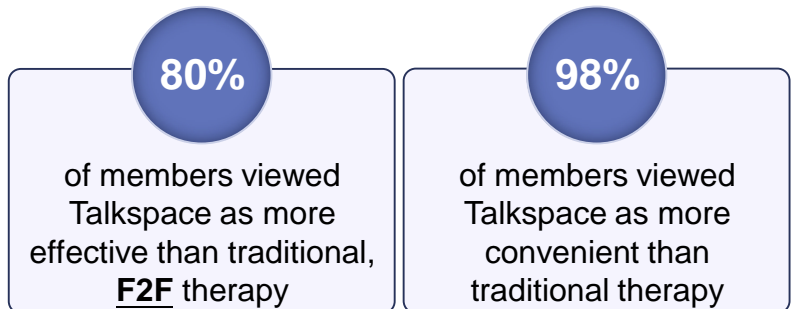 80%
of members viewed
Talkspace as more
effective than traditional,
F2F therapy
98%
of members viewed
Talkspace as more
convenient than
traditional therapy